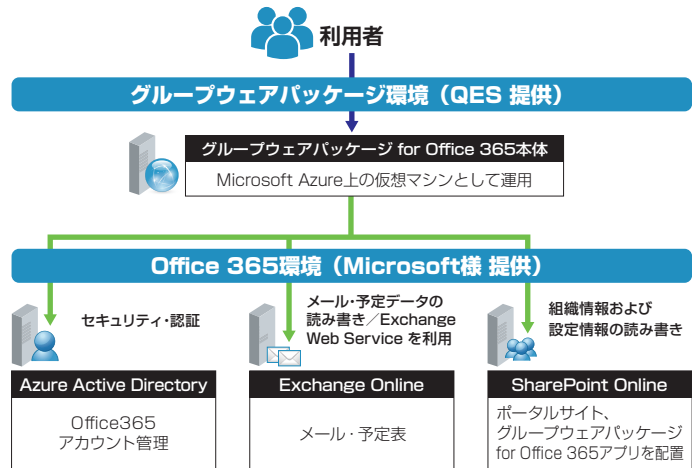 利用者
グループウェアパッケージ環境（QES 提供）
グループウェアパッケージ for Office 365本体
Microsoft Azure上の仮想マシンとして運用
Office 365環境（Microsoft様 提供）
セキュリティ・認証
メール・予定データの
読み書き／Exchange
Web Service を利用
組織情報および
設定情報の読み書き
Azure Active Directory
Office365
アカウント管理
Exchange Online
メール・予定表
SharePoint Online
ポータルサイト、
グループウェアパッケージ
for Office 365アプリを配置